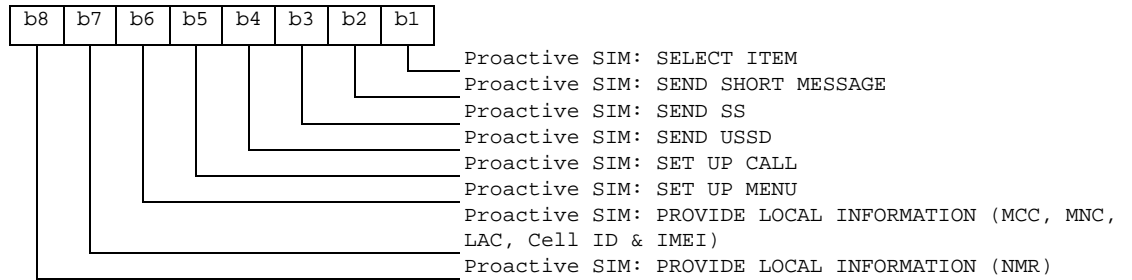 b8 b7 b6 b5 b4 b3 b2 b1
Proactive SIM: SELECT ITEM
Proactive SIM: SEND SHORT MESSAGE
Proactive SIM: SEND SS
Proactive SIM: SEND USSD
Proactive SIM: SET UP CALL
Proactive SIM: SET UP MENU
Proactive SIM: PROVIDE LOCAL INFORMATION (MCC, MNC,
LAC, Cell ID & IMEI)
Proactive SIM: PROVIDE LOCAL INFORMATION (NMR)